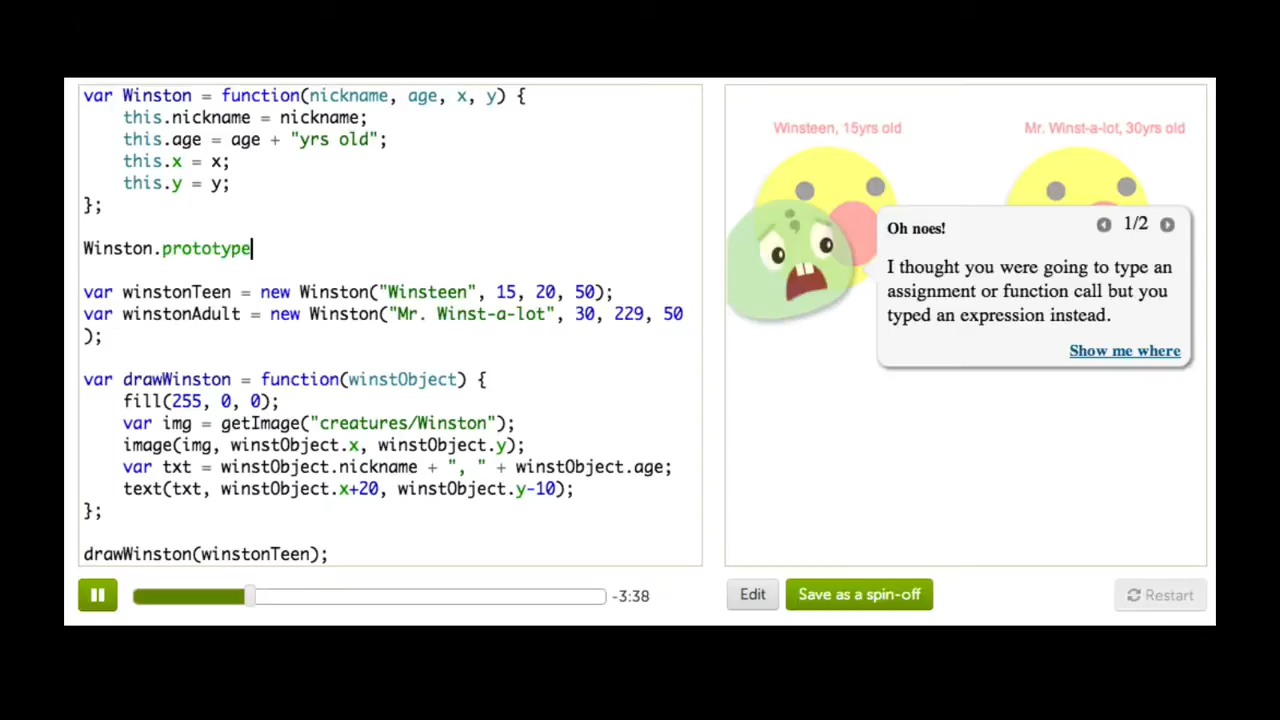 var Winston = function(nickname, age, x, y) {
    this.nickname = nickname;
    this.age = age + "yrs old";
    this.x = x;
    this.y = y;
};
Winston.prototype
var winstonTeen = new Winston("Winsteen", 15, 20, 50);
var winstonAdult = new Winston("Mr. Winst-a-lot", 30, 229, 50
);
var drawWinston = function(winstObject) {
    fill(255, 0, 0);
    var img = getImage("creatures/Winston");
    image(img, winstObject.x, winstObject.y);
    var txt = winstObject.nickname + ", " + winstObject.age;
    text(txt, winstObject.x+20, winstObject.y-10);
};
drawWinston(winstonTeen);
-3:38
Winsteen, 15yrs old
Mr. Winst-a-lot, 30yrs old
Oh noes!
1/2
I thought you were going to type an
assignment or function call but you
typed an expression instead.
Show me where
Edit
Save as a spin-off
Restart